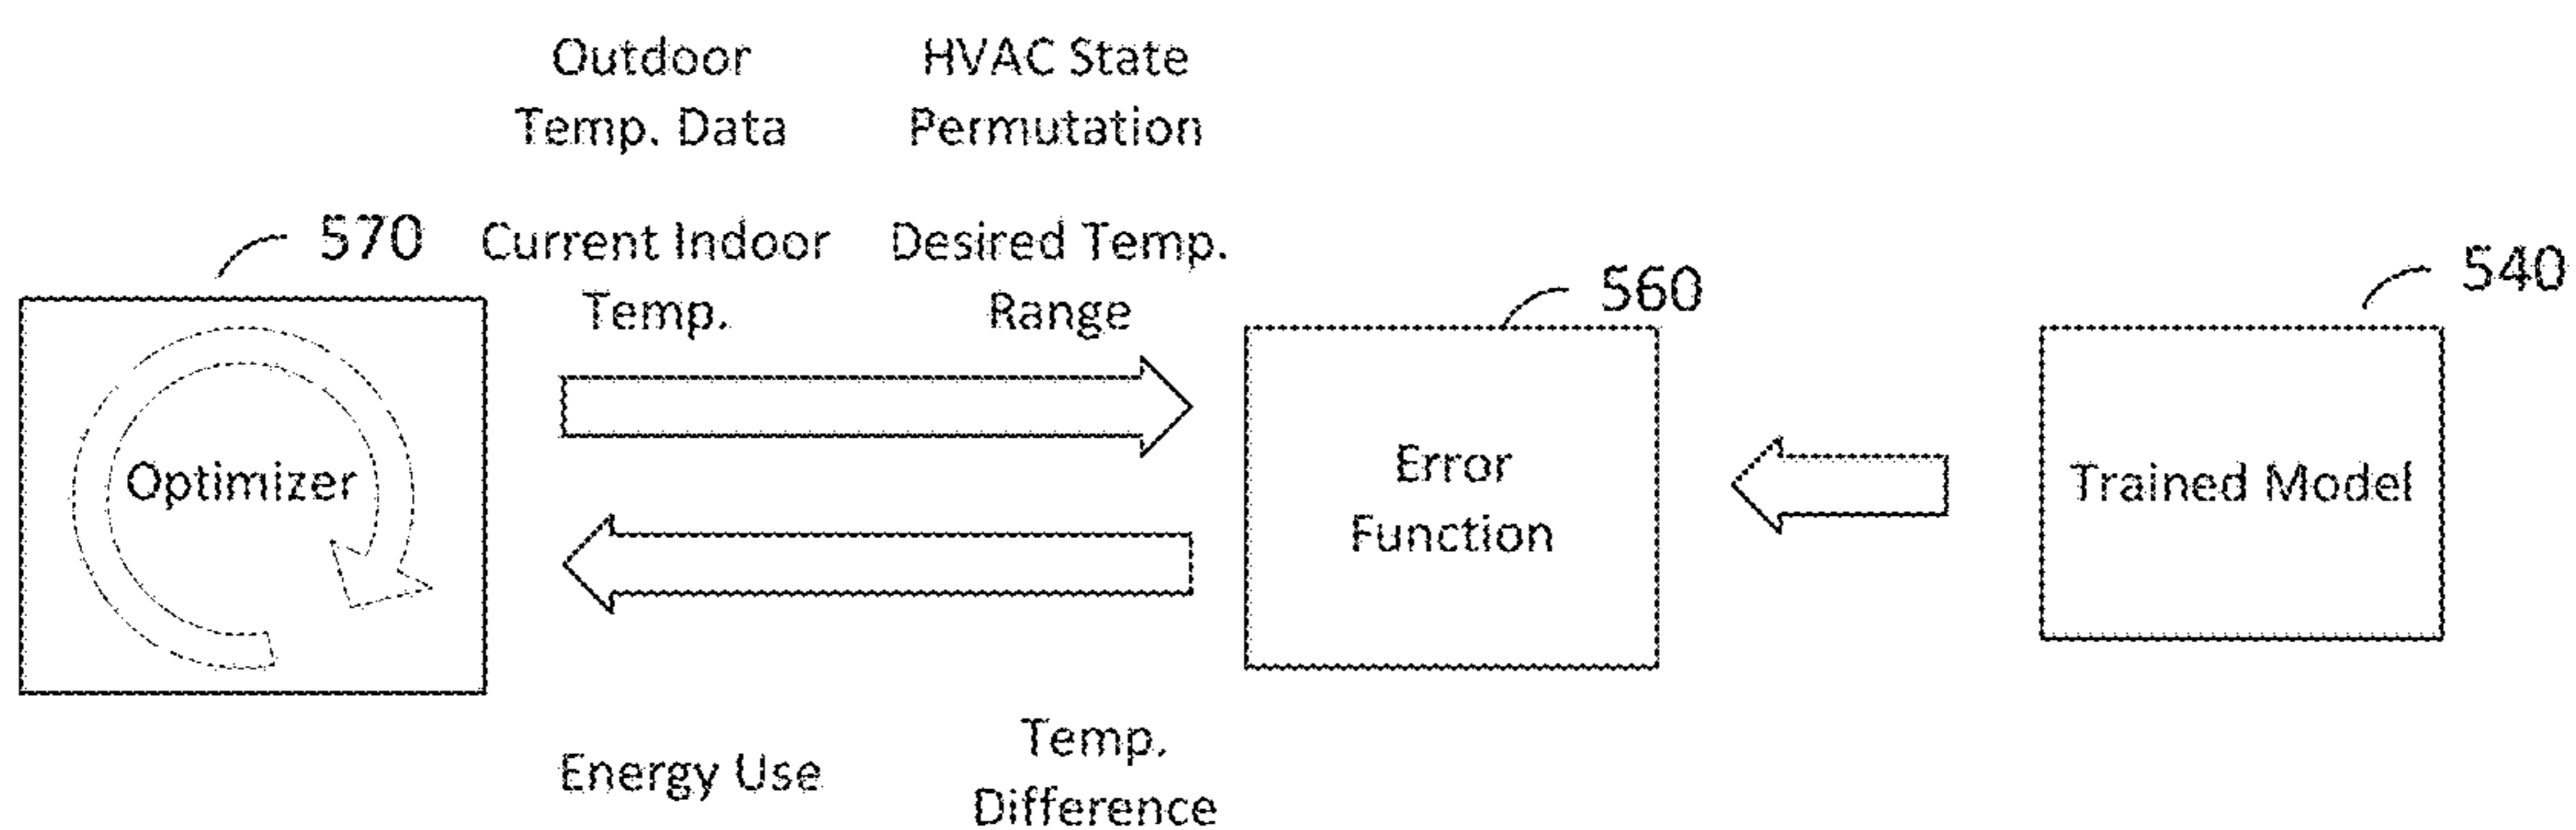 Outdoor
Temp. Data
HVAC State
Permutation
570
Current Indoor
Temp.
Desired Temp.
Range
560
540
Optimizer
Error
Function
Trained Model
Energy Use
Temp.
Difference